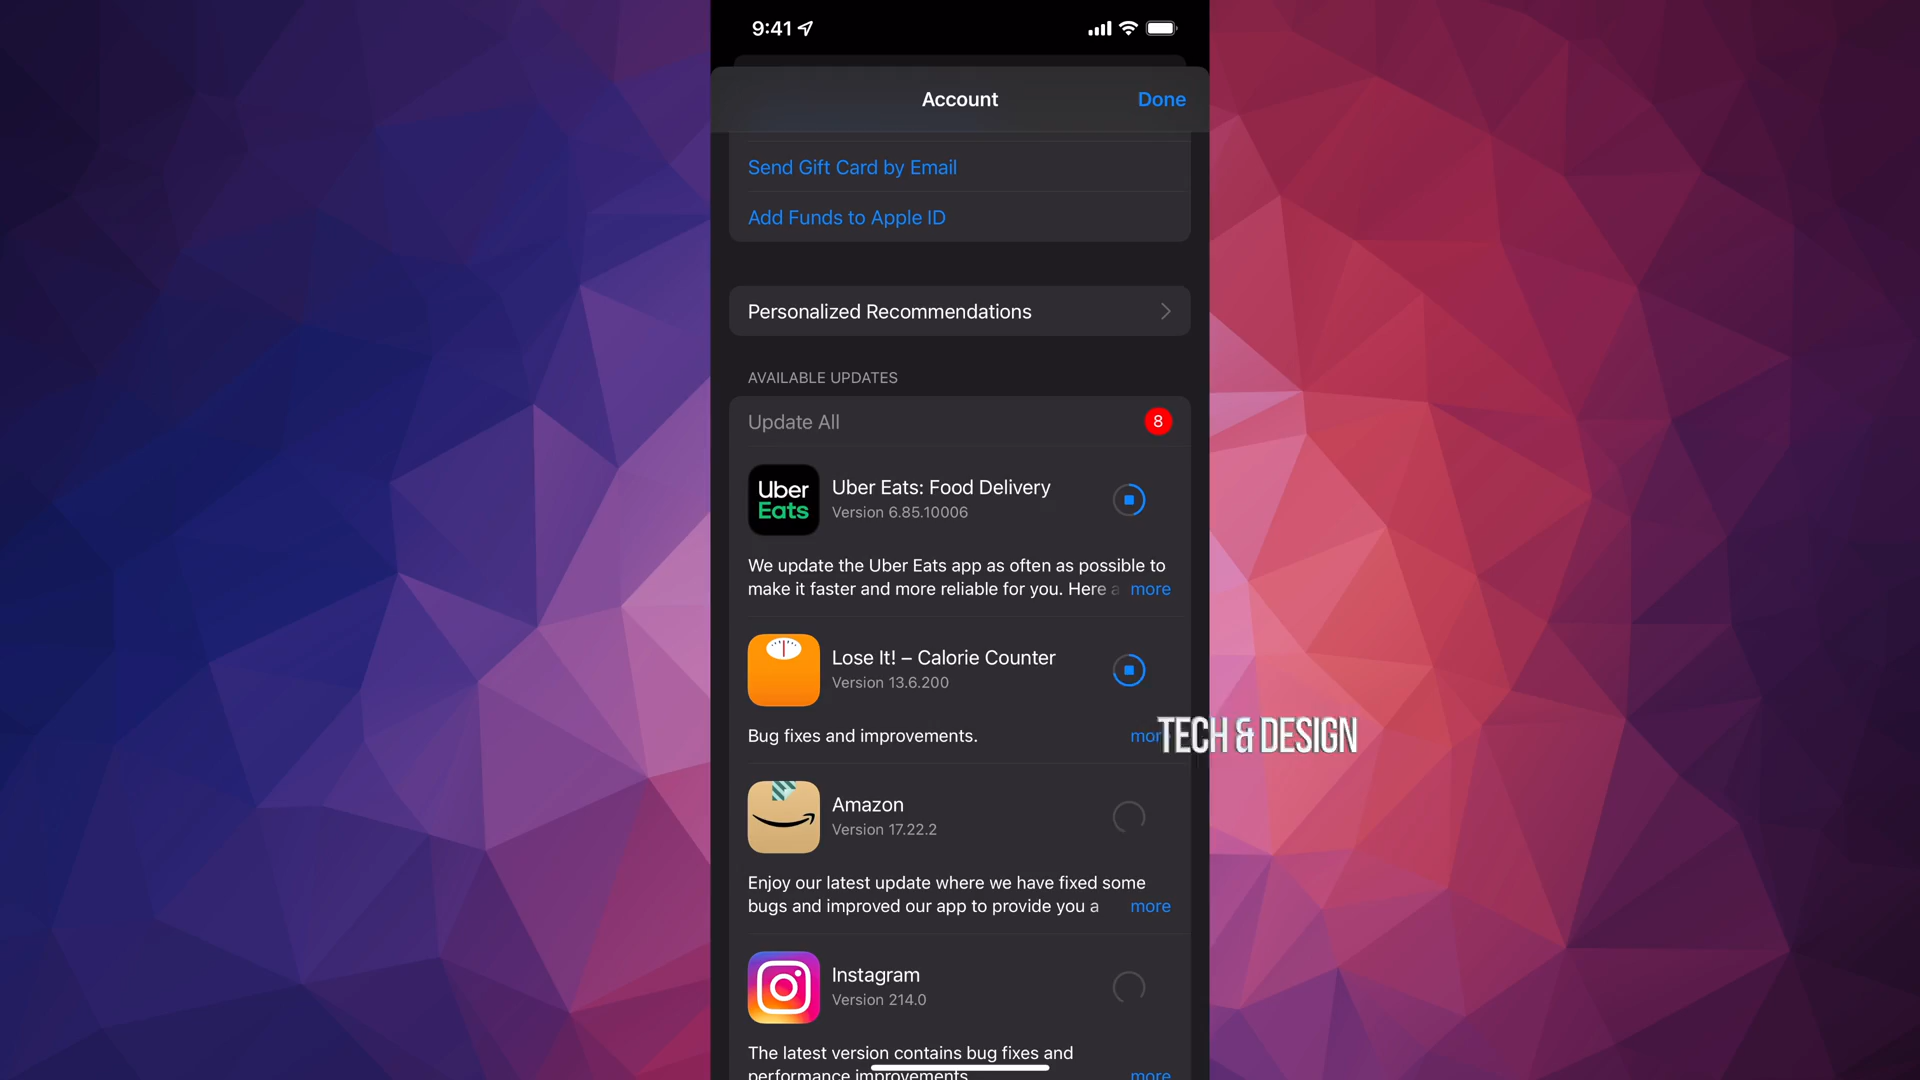 9:41
Account
Done
Send Gift Card by Email
Add Funds to Apple ID
Personalized Recommendations
AVAILABLE UPDATES
Update All
8
Uber
Eats
Uber Eats: Food Delivery
Version 6.85.10006
We update the Uber Eats app as often as possible to
make it faster and more reliable for you. Here a more
Lose It! – Calorie Counter
Version 13.6.200
Bug fixes and improvements.
more
TECH & DESIGN
Amazon
Version 17.22.2
Enjoy our latest update where we have fixed some
bugs and improved our app to provide you a more
Instagram
Version 214.0
The latest version contains bug fixes and
performance improvements. more